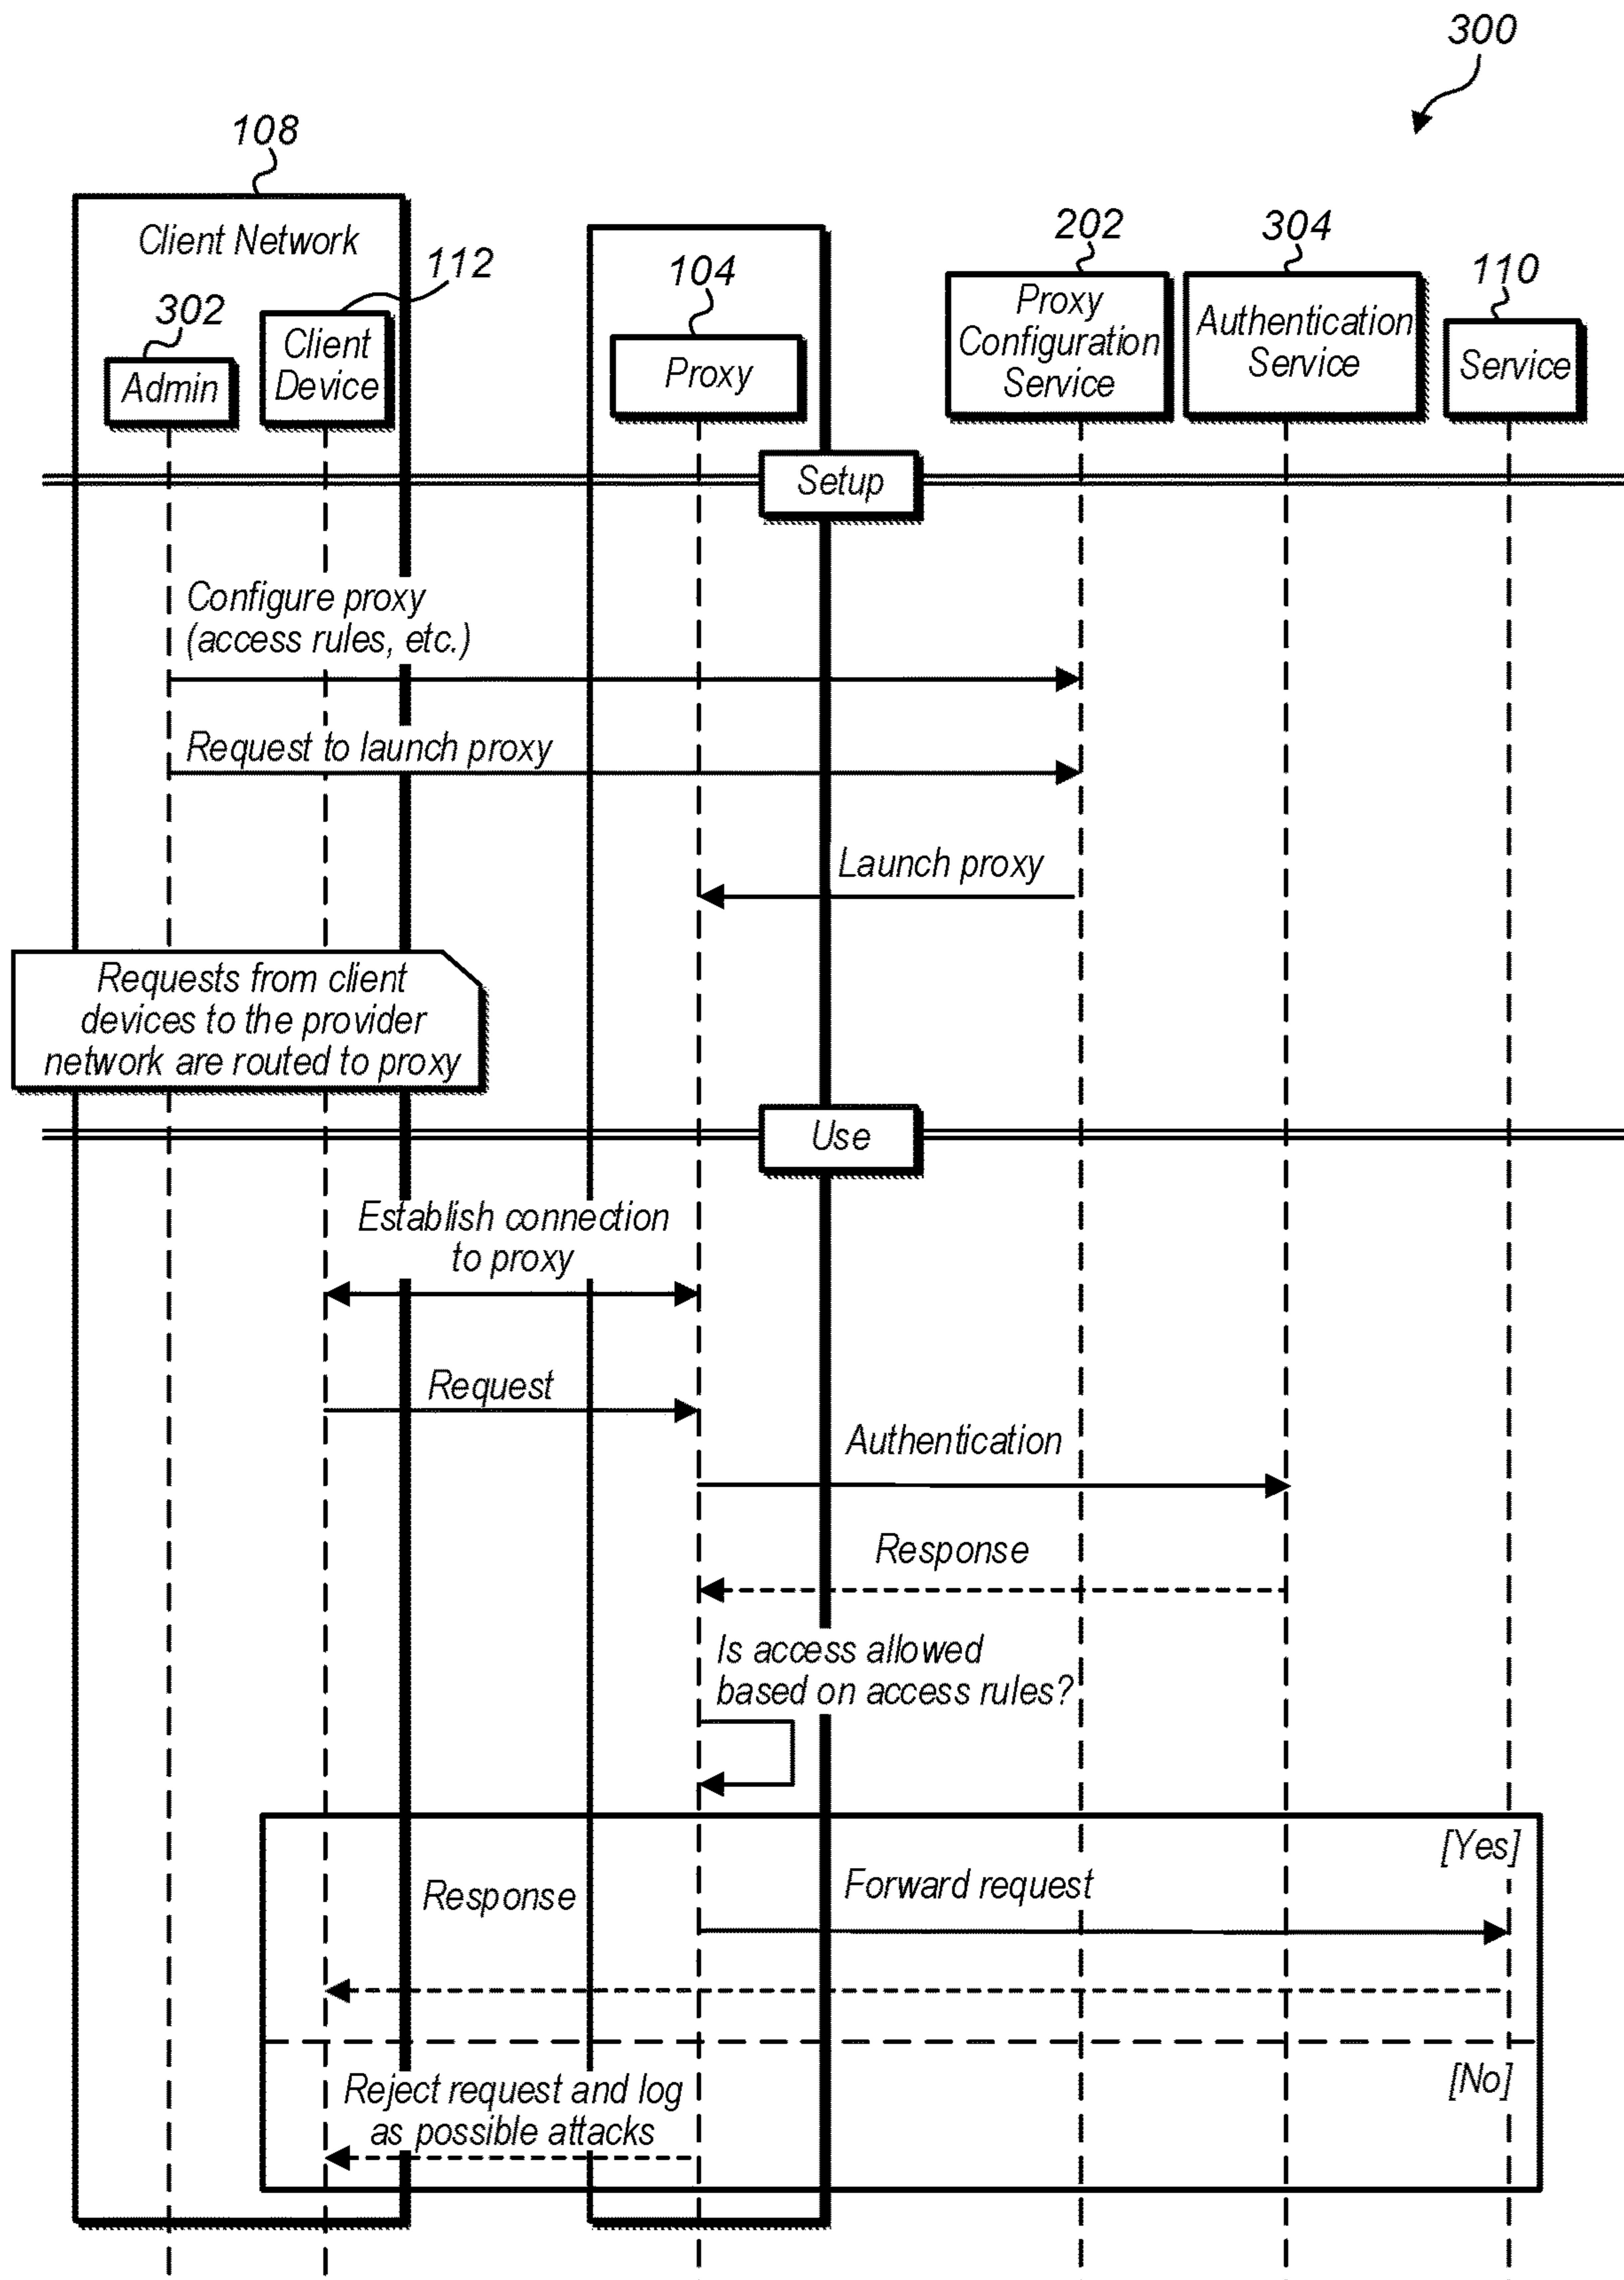 300
108
Client Network
112
302
Client
Device
Admin
104
Proxy
202
Proxy
Configuration
Service
304
Authentication
Service
110
Service
Setup
Configure proxy
(access rules, etc.)
Request to launch proxy
Launch proxy
Requests from client
devices to the provider
network are routed to proxy
Use
Establish connection
to proxy
Request
Authentication
Response
Is access allowed
based on access rules?
[Yes]
Forward request
Response
[No]
Reject request and log
as possible attacks